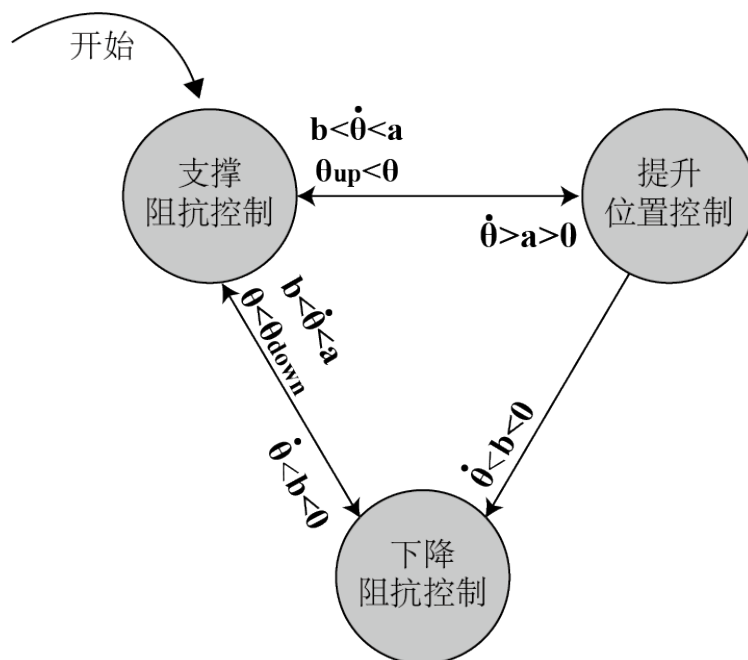 开始
b<θ̇<a
θup<θ
支撑
阻抗控制
提升
位置控制
θ̇>a>0
b<θ̇<a
θ<θdown
θ̇<b<0
θ̇<b<0
下降
阻抗控制